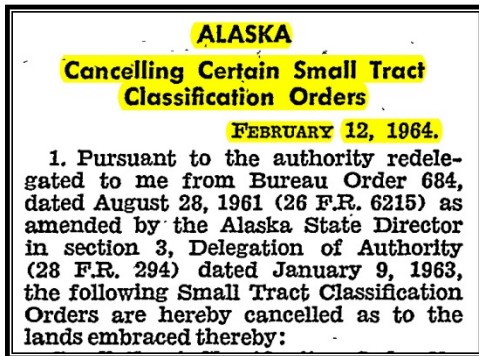 ALASKA
Cancelling Certain Small Tract
Classification Orders
FEBRUARY 12, 1964.
1. Pursuant to the authority redele-
gated to me from Bureau Order 684,
dated August 28, 1961 (26 F.R. 6215) as
amended by the Alaska State Director
in section 3, Delegation of Authority
(28 F.R. 294) dated January 9, 1963,
the following Small Tract Classification
Orders are hereby cancelled as to the
lands embraced thereby: